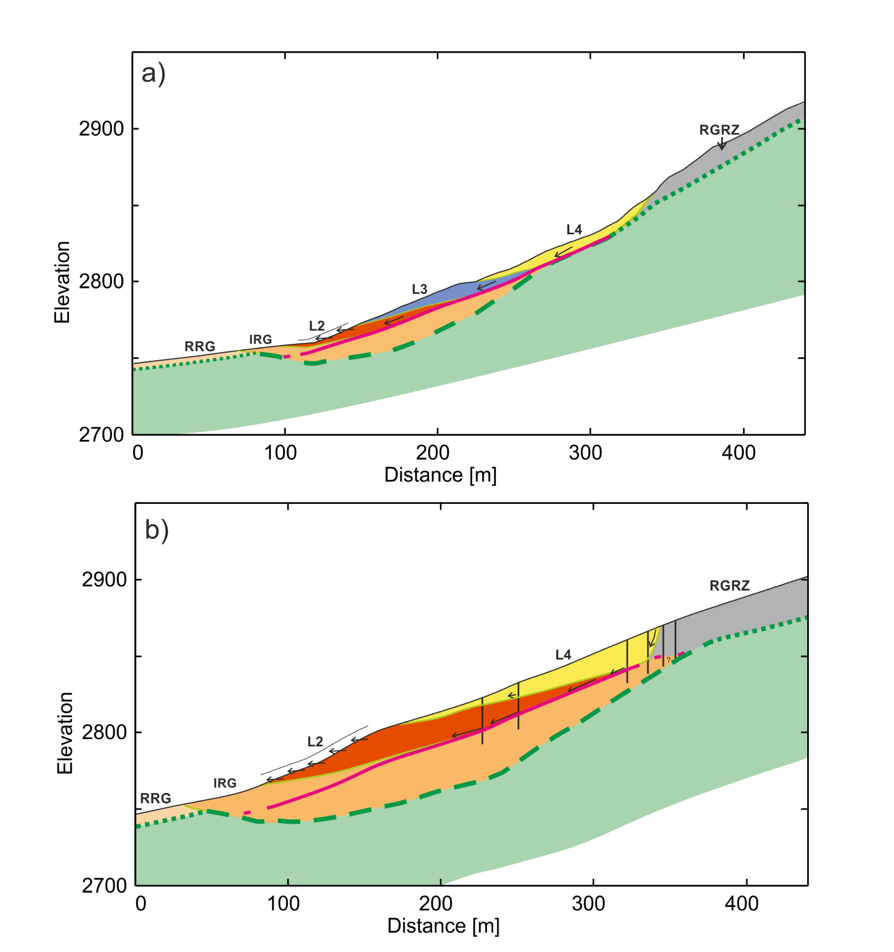 a)
2900
RGRZ
L4
2800
L3
L2
IRG
RRG
2700
0 100 200 300 400
Distance [m]
Elevation
b)
2900
RGRZ
L4
?
2800
L2
IRG
RRG
2700
0 100 200 300 400
Distance [m]
Elevation